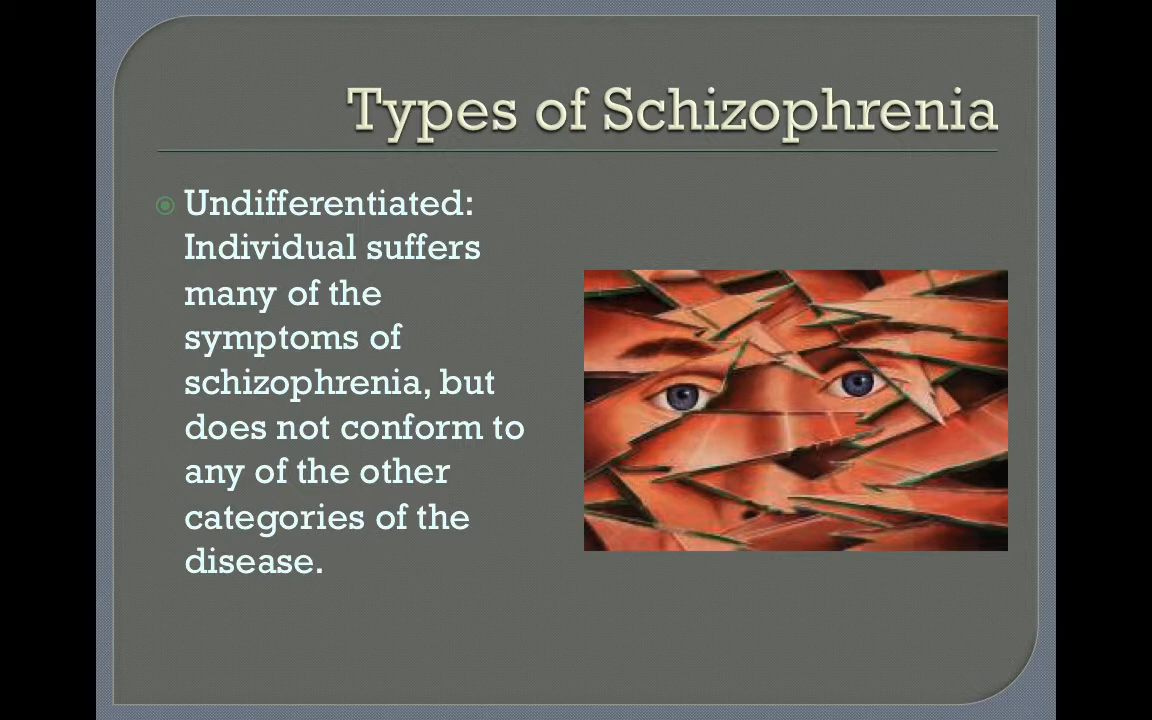 Types of Schizophrenia
Undifferentiated:
Individual suffers
many of the
symptoms of
schizophrenia, but
does not conform to
any of the other
categories of the
disease.